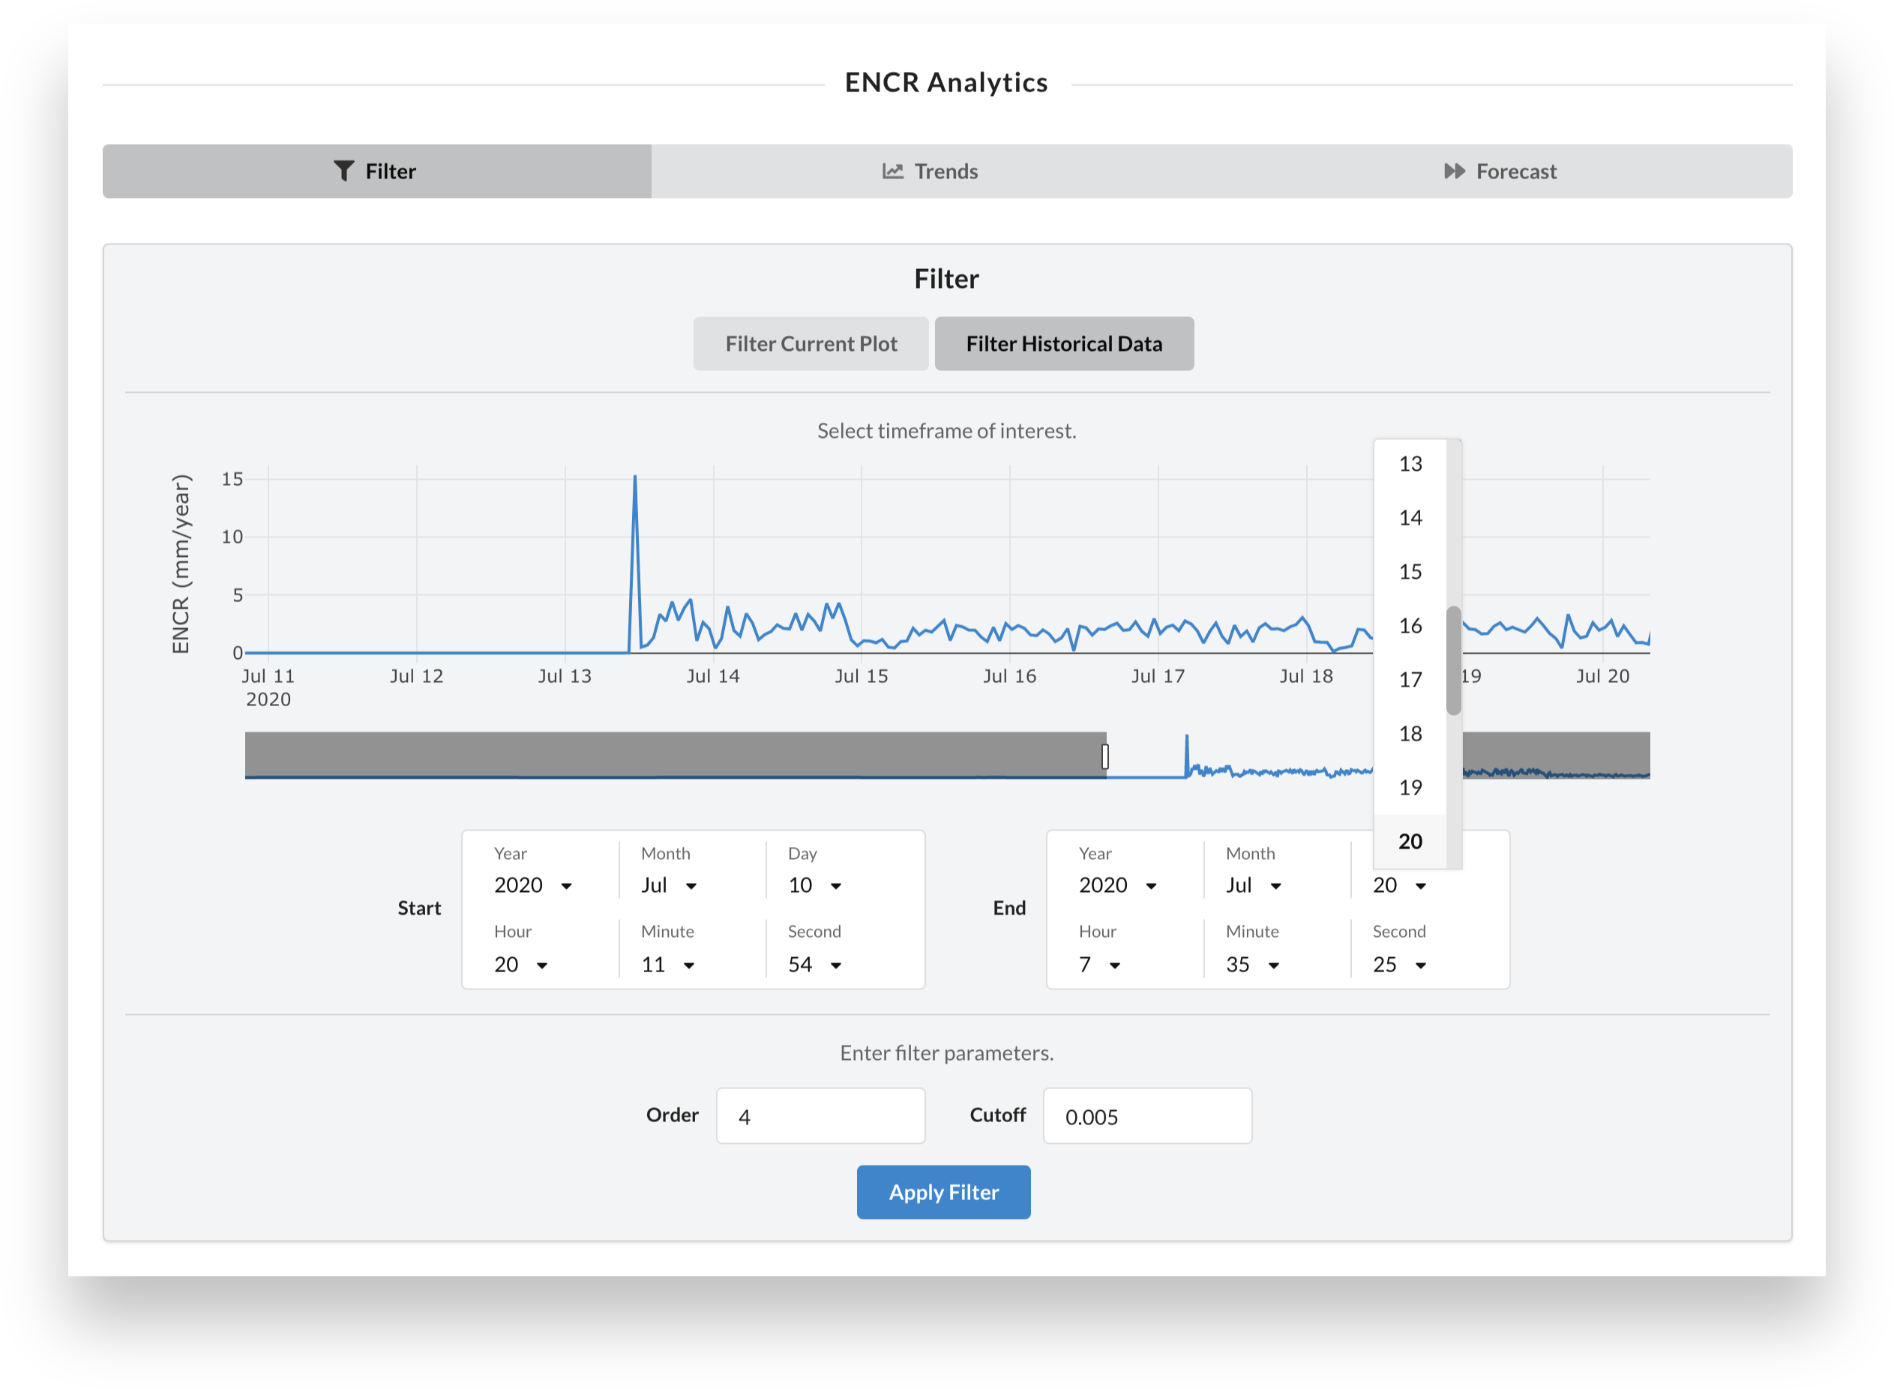 ENCR Analytics
Filter
Trends
Forecast
Filter
Filter Current Plot
Filter Historical Data
Select timeframe of interest.
ENCR (mm/year)
15
10
5
0
Jul 11
2020
Jul 12
Jul 13
Jul 14
Jul 15
Jul 16
Jul 17
Jul 18
19
Jul 20
13
14
15
16
17
18
19
20
Start
Year
Month
Day
2020
Jul
10
Hour
Minute
Second
20
11
54
End
Year
Month
2020
Jul
20
Hour
Minute
Second
7
35
25
Enter filter parameters.
Order
4
Cutoff
0.005
Apply Filter